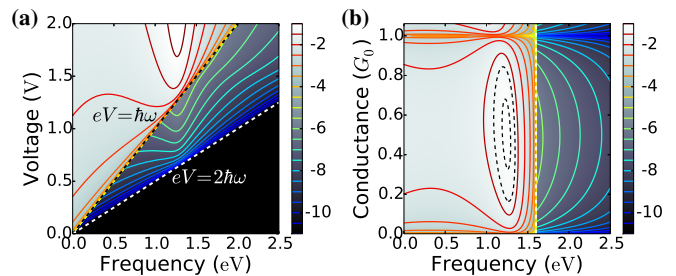 (a)
2.0
1.5
1.0
0.5
0.0
Voltage (V)
eV=ħω
eV=2ħω
0.0 0.5 1.0 1.5 2.0 2.5
Frequency (eV)
-2
-4
-6
-8
-10
(b)
1.0
0.8
0.6
0.4
0.2
0.0
Conductance (G₀)
0.0 0.5 1.0 1.5 2.0 2.5
Frequency (eV)
-2
-4
-6
-8
-10